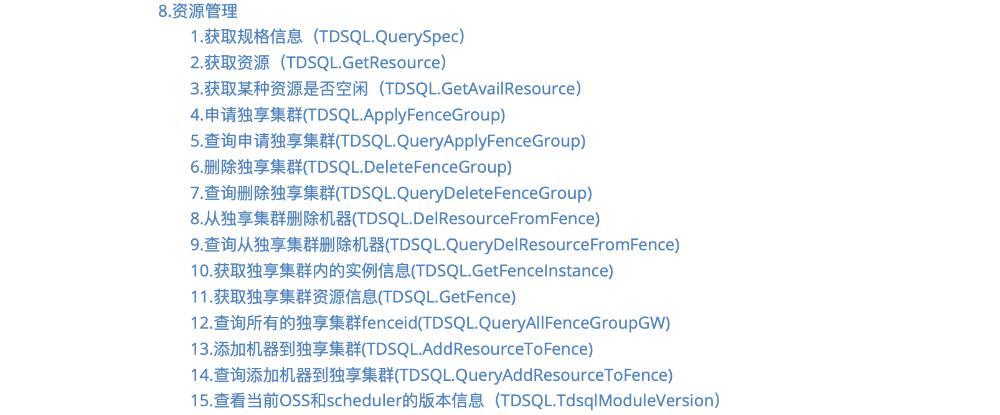 8.资源管理
1.获取规格信息（TDSQL.QuerySpec）
2.获取资源（TDSQL.GetResource）
3.获取某种资源是否空闲（TDSQL.GetAvailResource）
4.申请独享集群(TDSQL.ApplyFenceGroup)
5.查询申请独享集群(TDSQL.QueryApplyFenceGroup)
6.删除独享集群(TDSQL.DeleteFenceGroup)
7.查询删除独享集群(TDSQL.QueryDeleteFenceGroup)
8.从独享集群删除机器(TDSQL.DelResourceFromFence)
9.查询从独享集群删除机器(TDSQL.QueryDelResourceFromFence)
10.获取独享集群内的实例信息(TDSQL.GetFenceInstance)
11.获取独享集群资源信息(TDSQL.GetFence)
12.查询所有的独享集群fenceid(TDSQL.QueryAllFenceGroupGW)
13.添加机器到独享集群(TDSQL.AddResourceToFence)
14.查询添加机器到独享集群(TDSQL.QueryAddResourceToFence)
15.查看当前OSS和scheduler的版本信息（TDSQL.TdsqlModuleVersion）